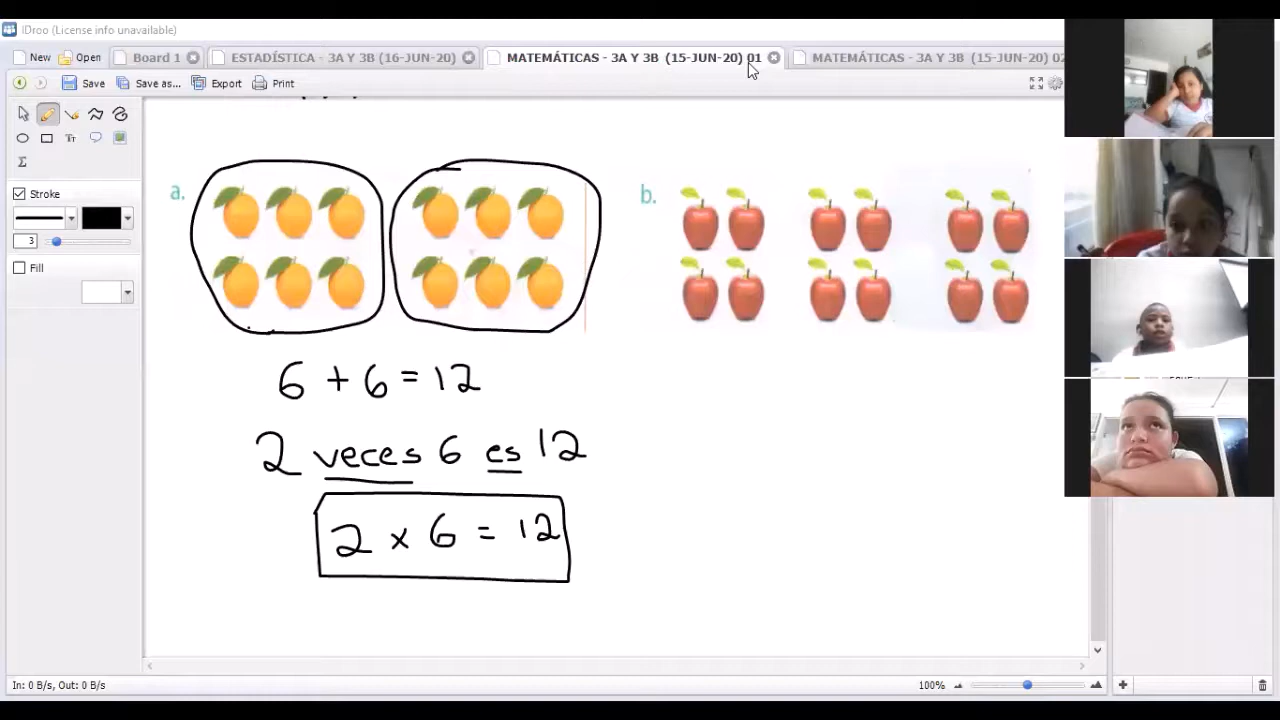 iDroo (License info unavailable)
New Open Board 1 ESTADÍSTICA - 3A Y 3B (16-JUN-20) MATEMÁTICAS - 3A Y 3B (15-JUN-20) 01 MATEMÁTICAS - 3A Y 3B (15-JUN-20) 02
Save Save as... Export Print
Tт
Σ
Stroke
3
Fill
a. b.
6 + 6 = 12
2 veces 6 es 12
2 x 6 = 12
In: 0 B/s, Out: 0 B/s 100%